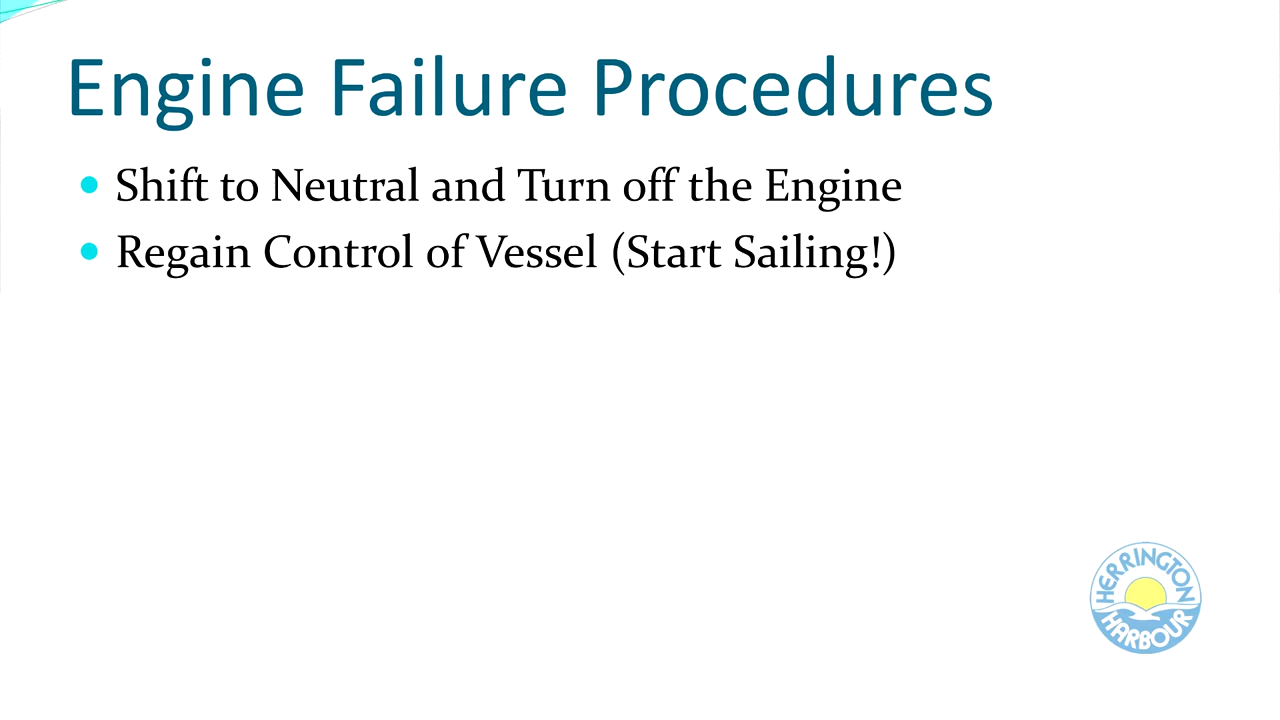 Engine Failure Procedures
• Shift to Neutral and Turn off the Engine
• Regain Control of Vessel (Start Sailing!)
HERRINGTON
HARBOUR